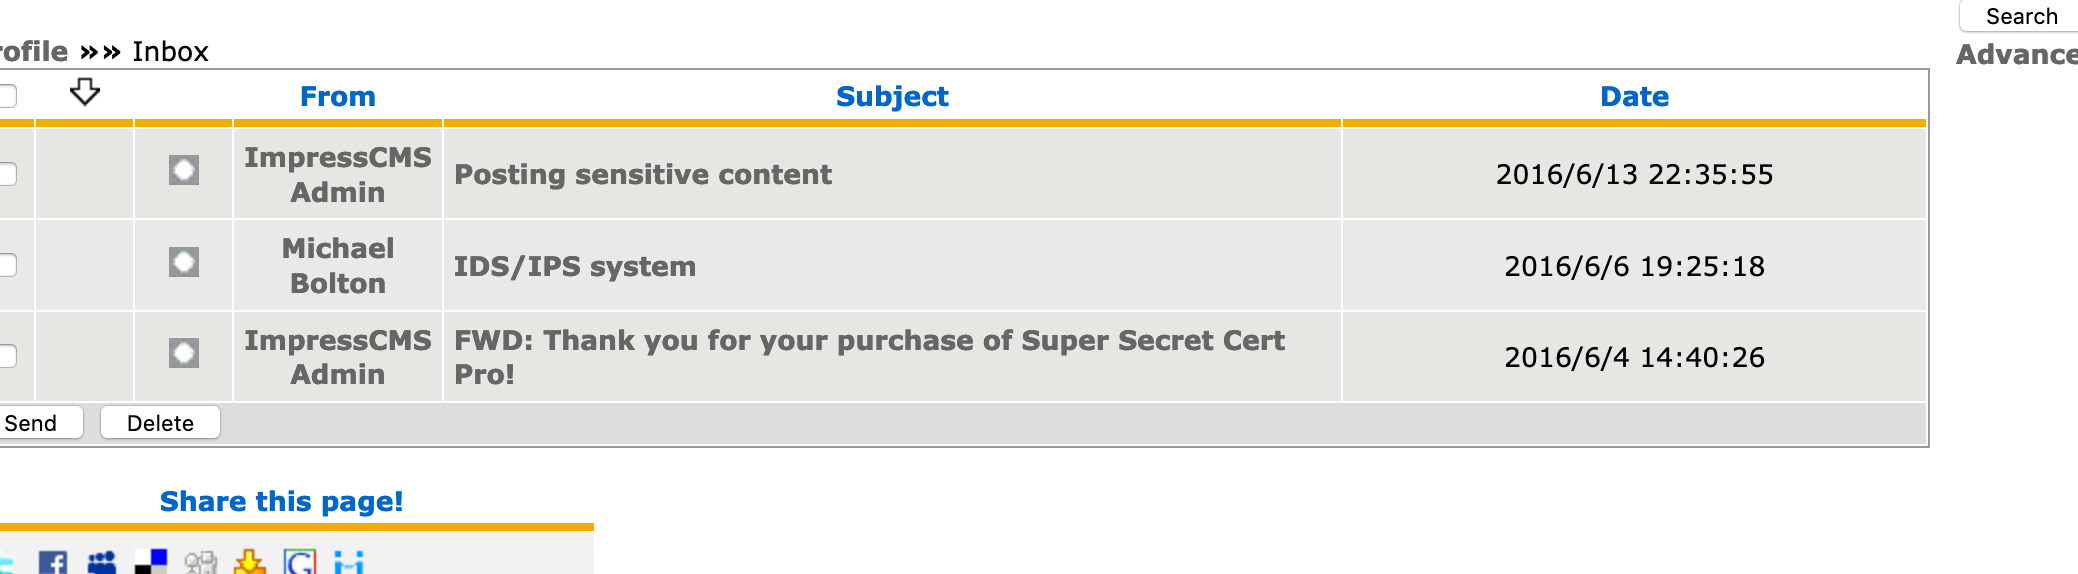 Search
rofile »» Inbox
Advance
From Subject Date
ImpressCMS
Admin
Posting sensitive content
2016/6/13 22:35:55
Michael
Bolton
IDS/IPS system
2016/6/6 19:25:18
ImpressCMS
Admin
FWD: Thank you for your purchase of Super Secret Cert
Pro!
2016/6/4 14:40:26
Send Delete
Share this page!